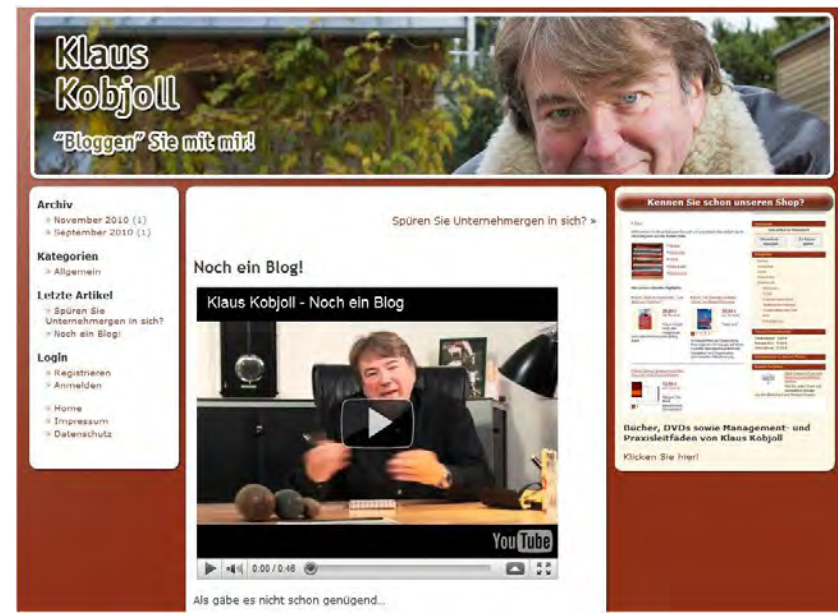 Klaus
Kobjoll
"Bloggen" Sie mit mir!
Archiv
» November 2010 (1)
» September 2010 (1)
Kategorien
» Allgemein
Letzte Artikel
» Spüren Sie
Unternehmergen in sich?
» Noch ein Blog!
Login
» Registrieren
» Anmelden
» Home
» Impressum
» Datenschutz
Spüren Sie Unternehmergen in sich? »
Noch ein Blog!
Klaus Kobjoll - Noch ein Blog
YouTube
0:00 / 0:46
Als gäbe es nicht schon genügend...
Kennen Sie schon unseren Shop?
Bücher, DVDs sowie Management- und
Praxisleitfäden von Klaus Kobjoll
Klicken Sie hier!